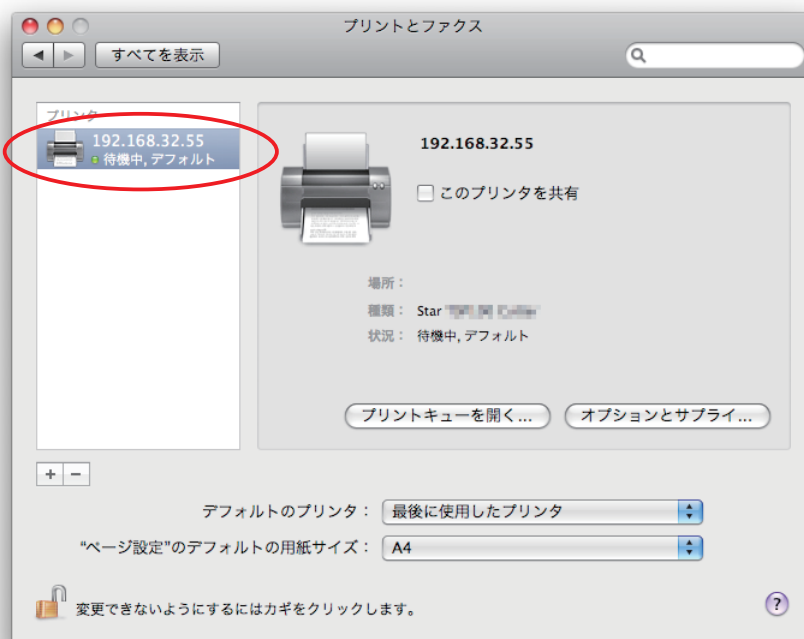 プリントとファクス
すべてを表示
プリンタ
192.168.32.55
待機中, デフォルト
192.168.32.55
このプリンタを共有
場所：
種類： Star
状況： 待機中, デフォルト
プリントキューを開く...
オプションとサプライ...
+ −
デフォルトのプリンタ： 最後に使用したプリンタ
“ページ設定”のデフォルトの用紙サイズ： A4
変更できないようにするにはカギをクリックします。
?